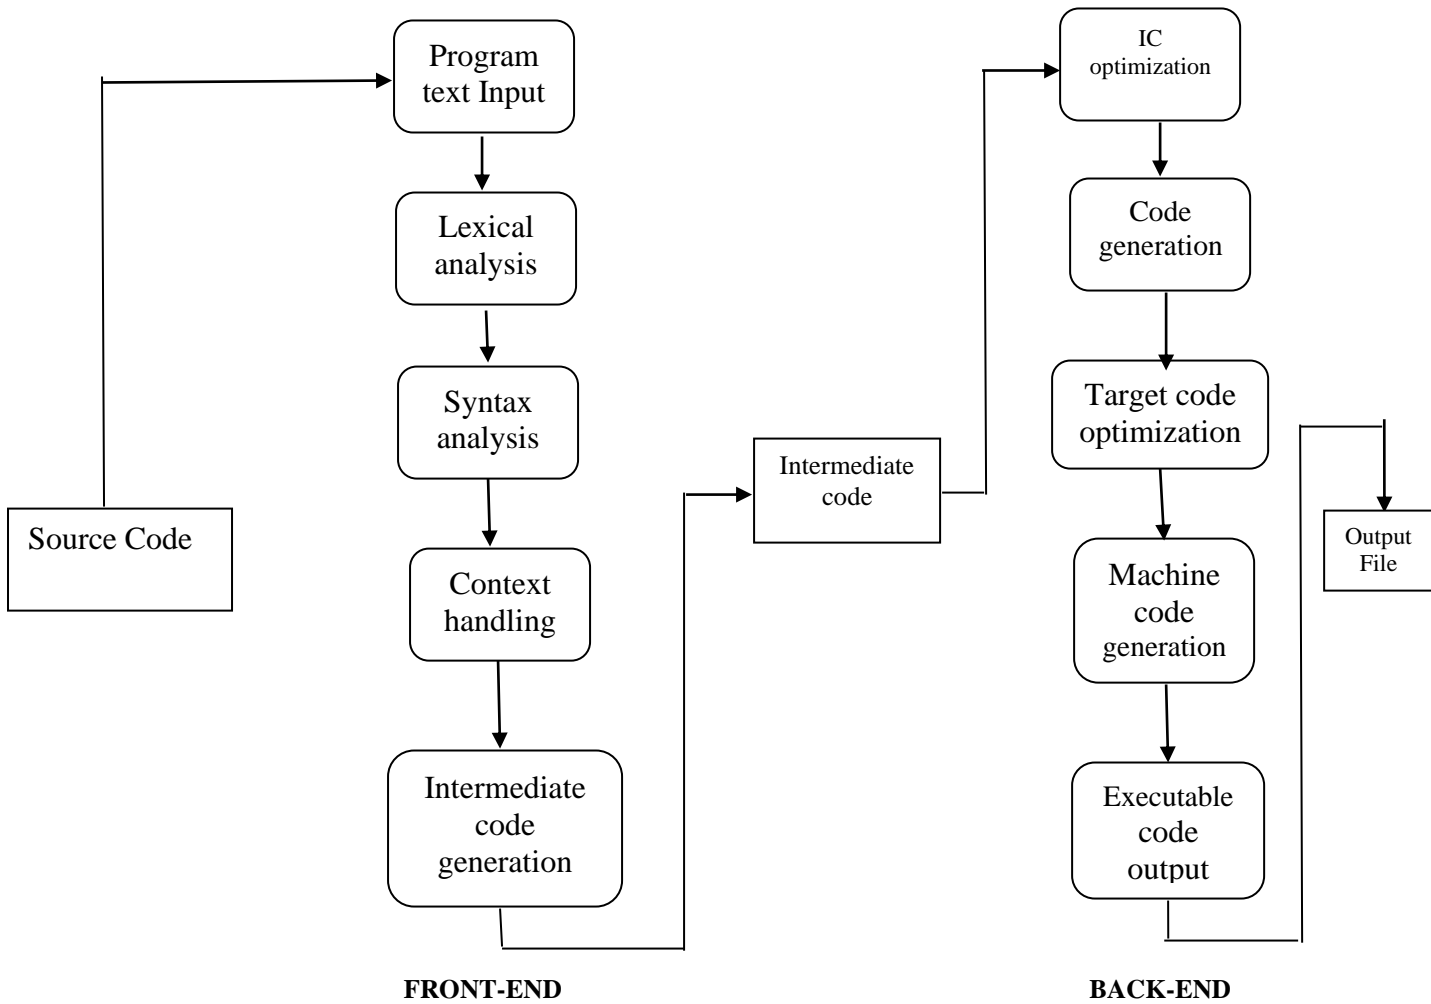 Source Code
Program
text Input
Lexical
analysis
Syntax
analysis
Context
handling
Intermediate
code
generation
FRONT-END
Intermediate
code
IC
optimization
Code
generation
Target code
optimization
Machine
code
generation
Executable
code
output
BACK-END
Output
File